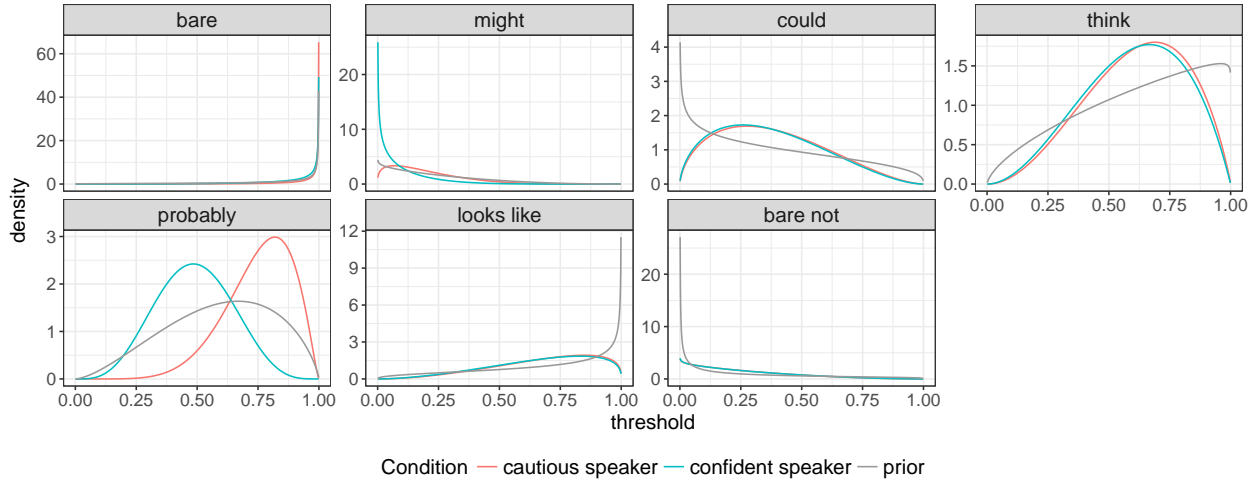 bare
might
could
think
60
40
20
0
20
10
0
4
3
2
1
0
1.5
1.0
0.5
0.0
0.00 0.25 0.50 0.75 1.00
density
probably
looks like
bare not
3
2
1
0
12
9
6
3
0
20
10
0
0.00 0.25 0.50 0.75 1.00
0.00 0.25 0.50 0.75 1.00
0.00 0.25 0.50 0.75 1.00
threshold
Condition cautious speaker confident speaker prior